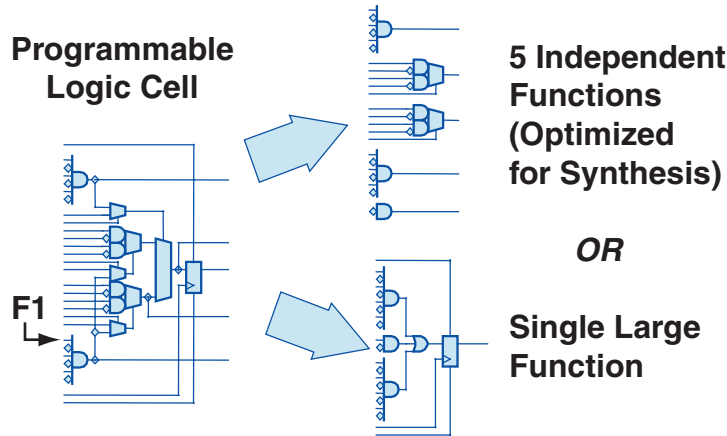 Programmable
Logic Cell
5 Independent
Functions
(Optimized
for Synthesis)
OR
F1
Single Large
Function